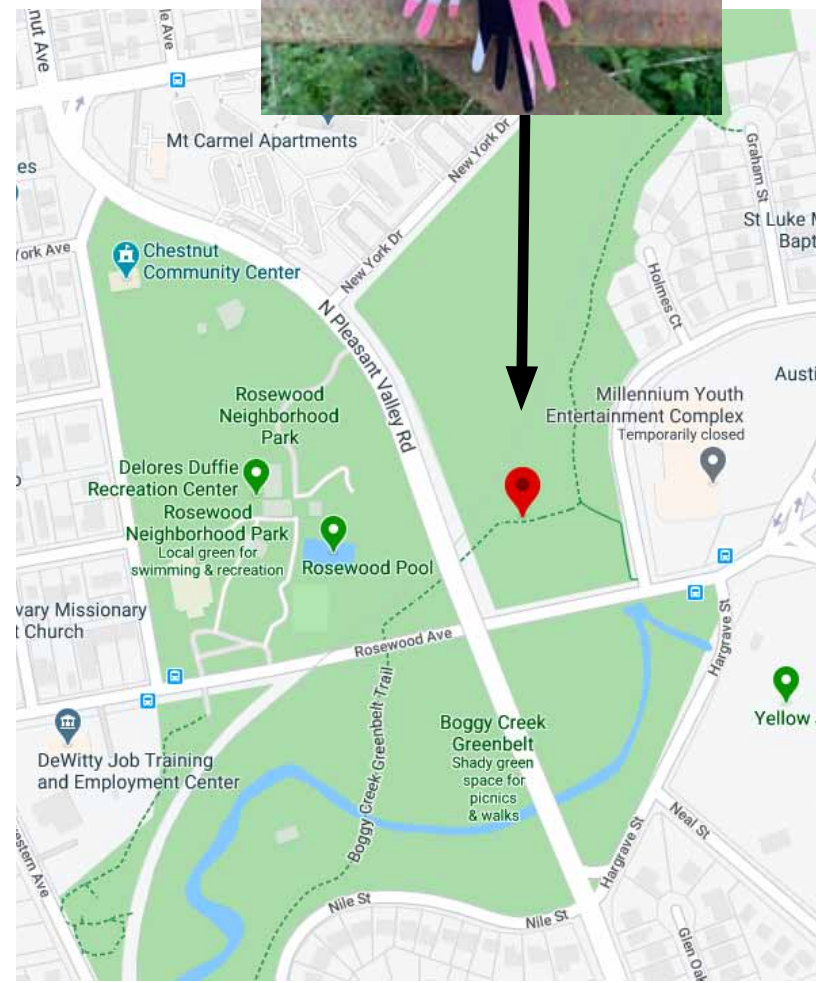 nut Ave
le Ave
Mt Carmel Apartments
New York Dr
Graham St
St Luke M
Bapt
es
York Ave
Chestnut
Community Center
New York Dr
Holmes Ct
N Pleasant Valley Rd
Austi
Millennium Youth
Entertainment Complex
Temporarily closed
Rosewood
Neighborhood
Park
Delores Duffie
Recreation Center
Rosewood
Neighborhood Park
Local green for
swimming & recreation
Rosewood Pool
vary Missionary
t Church
Rosewood Ave
Hargrave St
Boggy Creek Greenbelt Trail
Boggy Creek
Greenbelt
Shady green
space for
picnics
& walks
Yellow
DeWitty Job Training
and Employment Center
Neal St
Hargrave St
estern Ave
Nile St
Nile St
Glen Oa